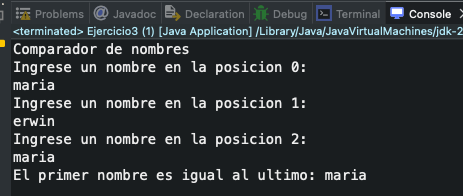 Problems Javadoc Declaration Debug Terminal Console
<terminated> Ejercicio3 (1) [Java Application] /Library/Java/JavaVirtualMachines/jdk-2
Comparador de nombres
Ingrese un nombre en la posicion 0:
maria
Ingrese un nombre en la posicion 1:
erwin
Ingrese un nombre en la posicion 2:
maria
El primer nombre es igual al ultimo: maria